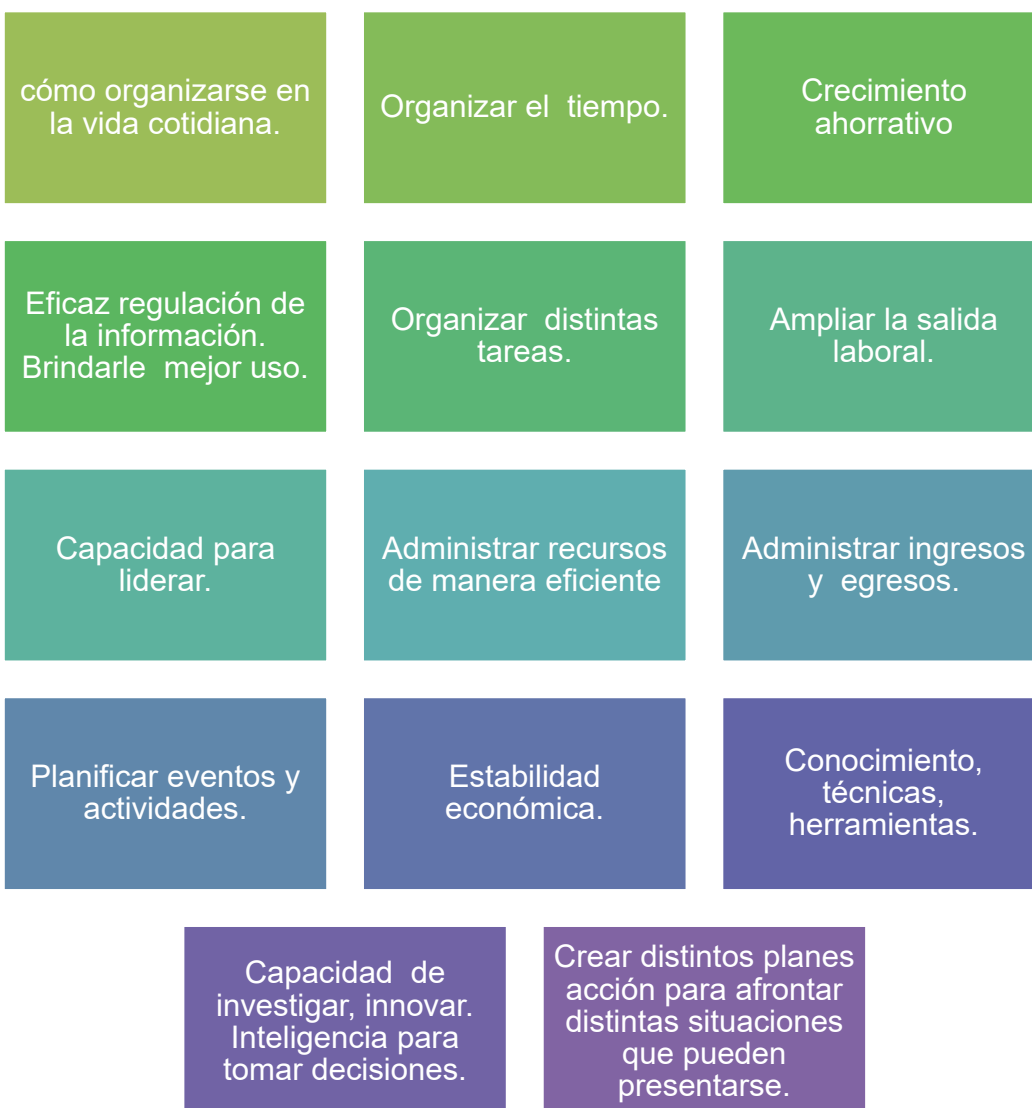 cómo organizarse en
la vida cotidiana.
Organizar el  tiempo.
Crecimiento
ahorrativo
Eficaz regulación de
la información.
Brindarle  mejor uso.
Organizar  distintas
tareas.
Ampliar la salida
laboral.
Capacidad para
liderar.
Administrar recursos
de manera eficiente
Administrar ingresos
y  egresos.
Planificar eventos y
actividades.
Estabilidad
económica.
Conocimiento,
técnicas,
herramientas.
Capacidad  de
investigar, innovar.
Inteligencia para
tomar decisiones.
Crear distintos planes
acción para afrontar
distintas situaciones
que pueden
presentarse.